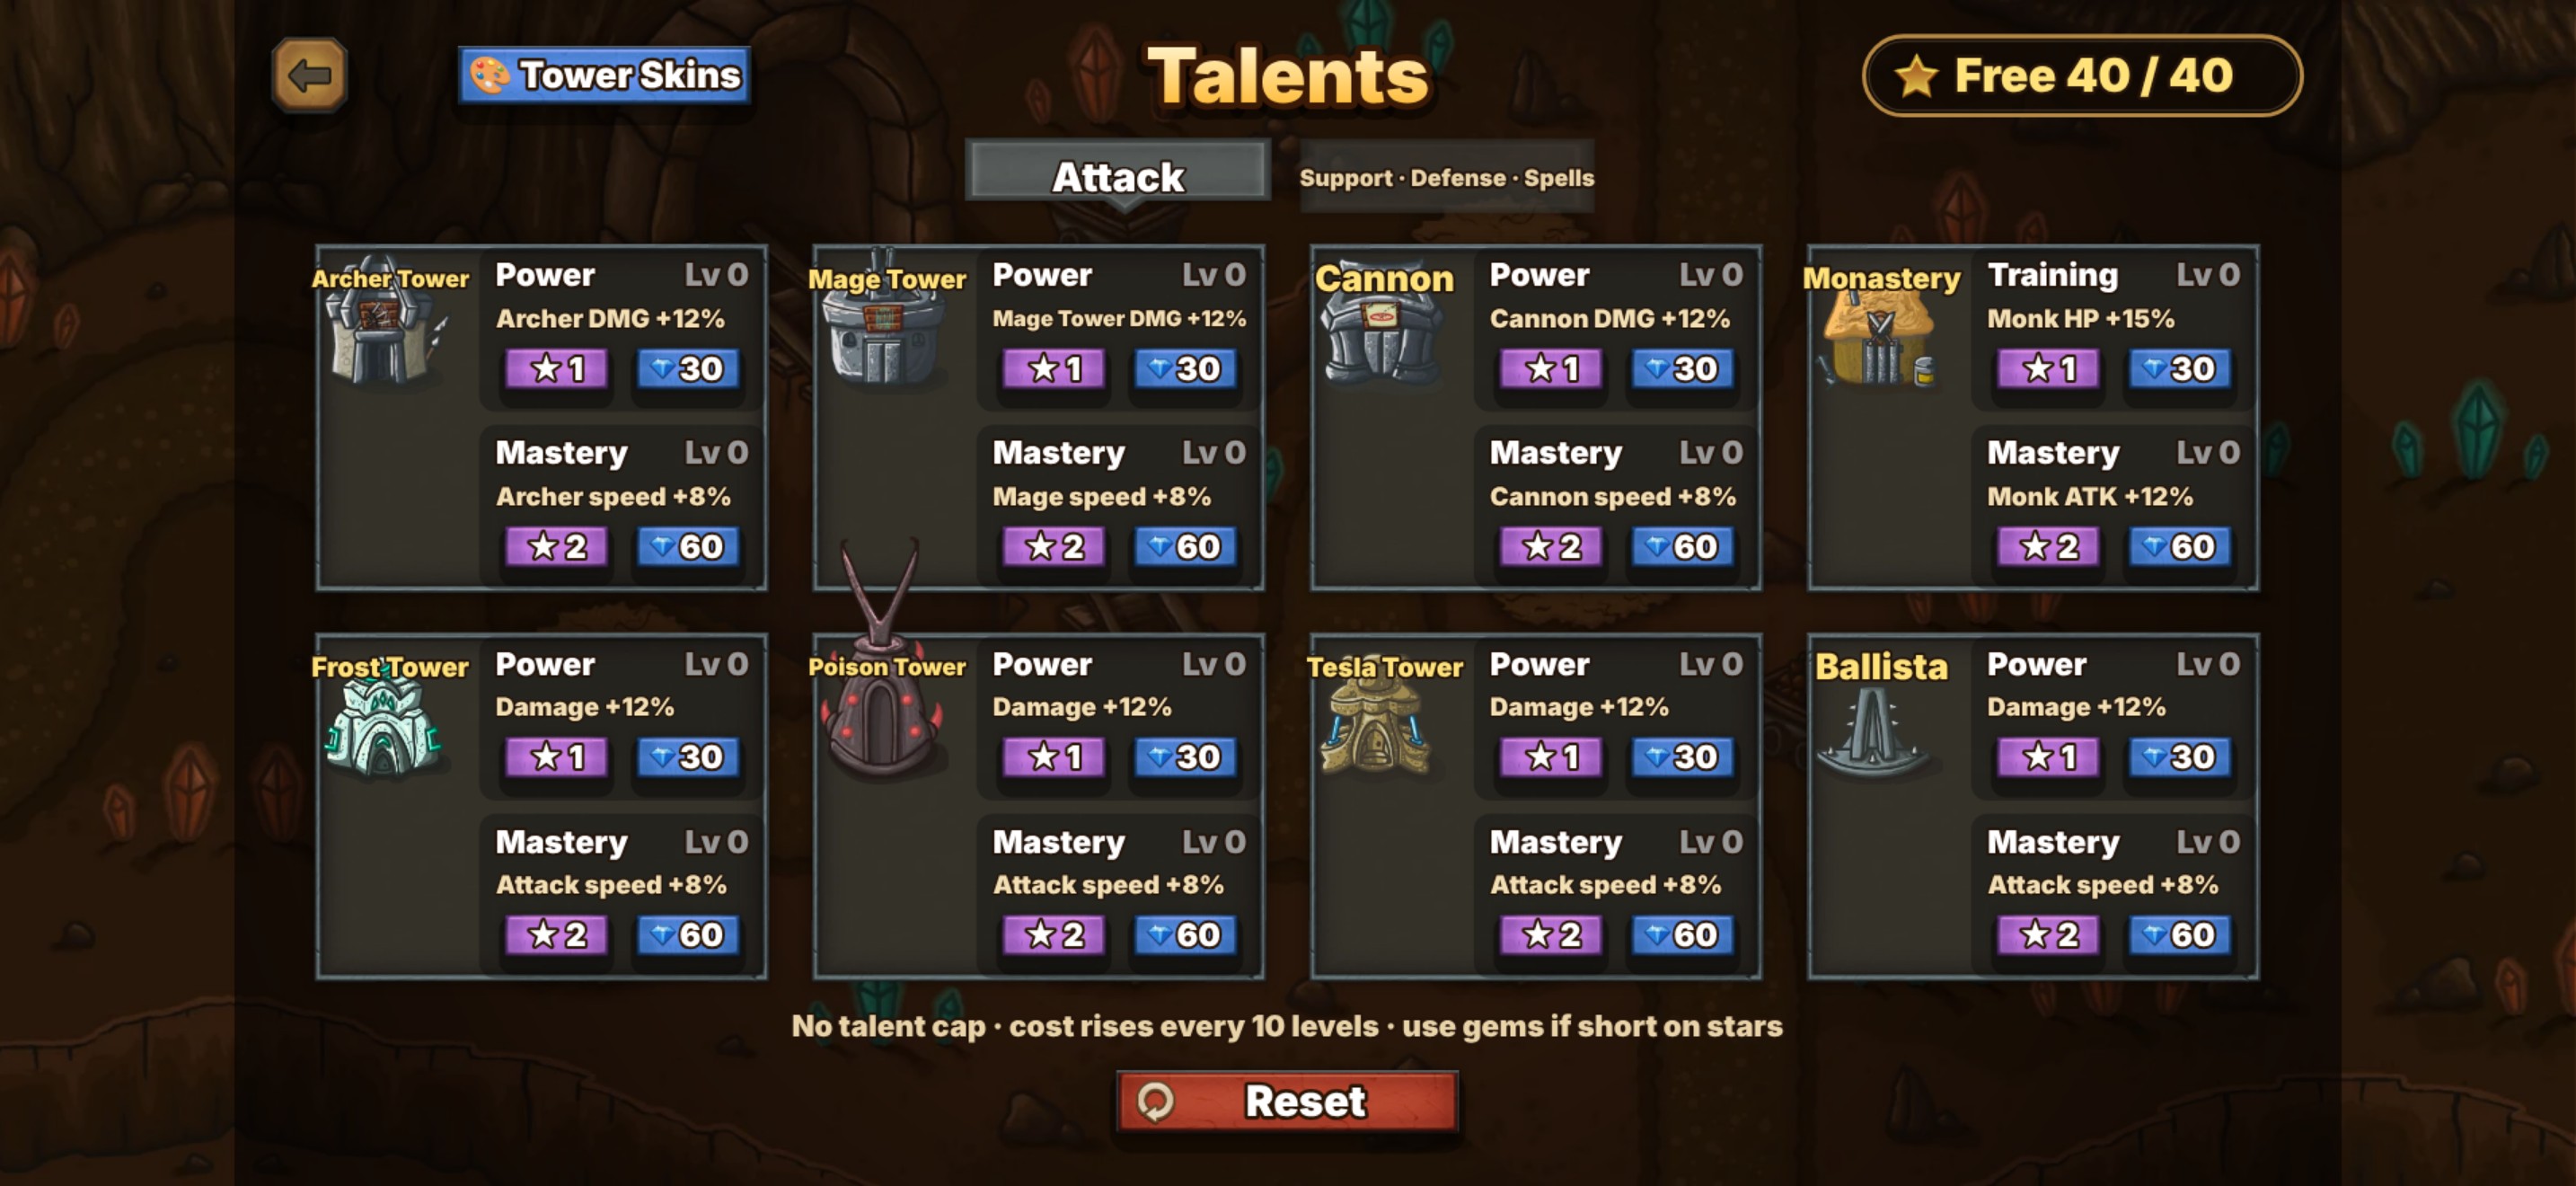 Tower Skins
Talents
Free 40 / 40
Attack
Support · Defense · Spells
Archer Tower
Power Lv 0
Archer DMG +12%
1 30
Mastery Lv 0
Archer speed +8%
2 60
Mage Tower
Power Lv 0
Mage Tower DMG +12%
1 30
Mastery Lv 0
Mage speed +8%
2 60
Cannon
Power Lv 0
Cannon DMG +12%
1 30
Mastery Lv 0
Cannon speed +8%
2 60
Monastery
Training Lv 0
Monk HP +15%
1 30
Mastery Lv 0
Monk ATK +12%
2 60
Frost Tower
Power Lv 0
Damage +12%
1 30
Mastery Lv 0
Attack speed +8%
2 60
Poison Tower
Power Lv 0
Damage +12%
1 30
Mastery Lv 0
Attack speed +8%
2 60
Tesla Tower
Power Lv 0
Damage +12%
1 30
Mastery Lv 0
Attack speed +8%
2 60
Ballista
Power Lv 0
Damage +12%
1 30
Mastery Lv 0
Attack speed +8%
2 60
No talent cap · cost rises every 10 levels · use gems if short on stars
Reset